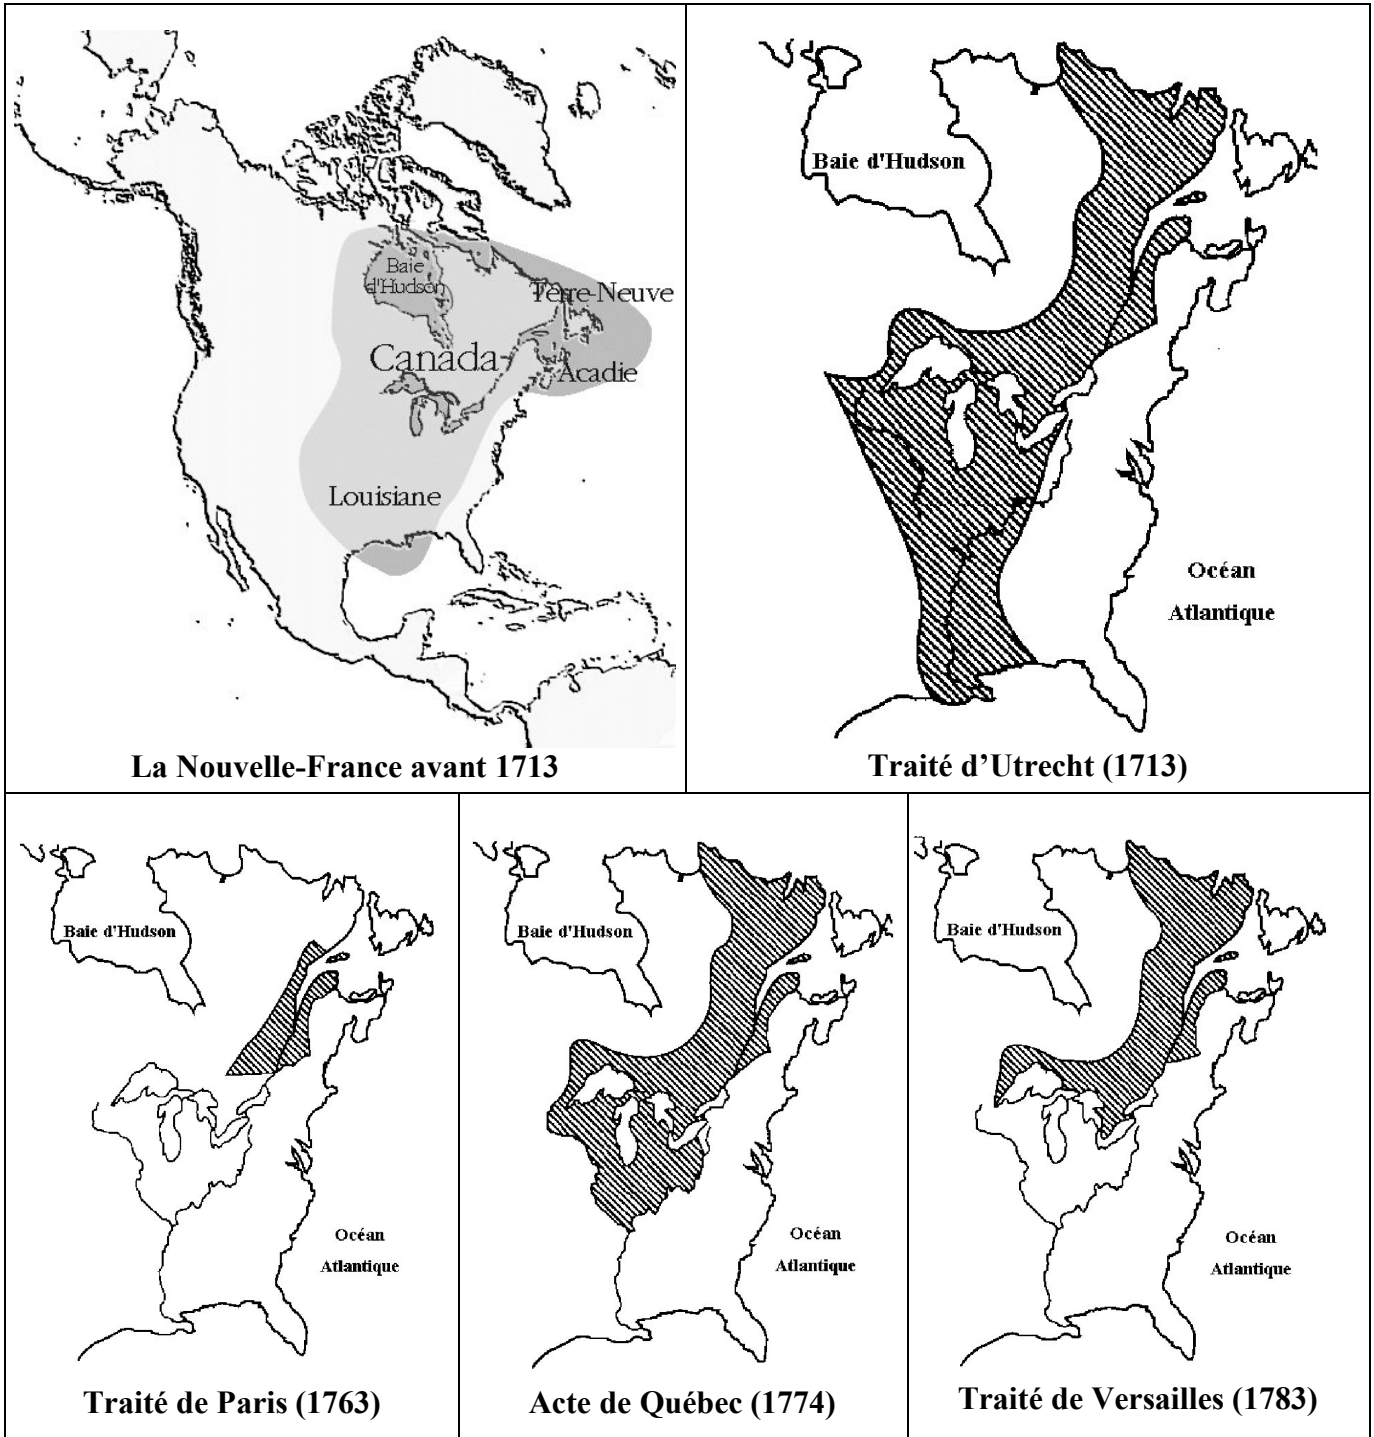 Baie
d'Hudson
Terre-Neuve
Canada
Acadie
Louisiane
La Nouvelle-France avant 1713
Baie d'Hudson
Océan
Atlantique
Traité d'Utrecht (1713)
Baie d'Hudson
Océan
Atlantique
Traité de Paris (1763)
Baie d'Hudson
Océan
Atlantique
Acte de Québec (1774)
Baie d'Hudson
Océan
Atlantique
Traité de Versailles (1783)